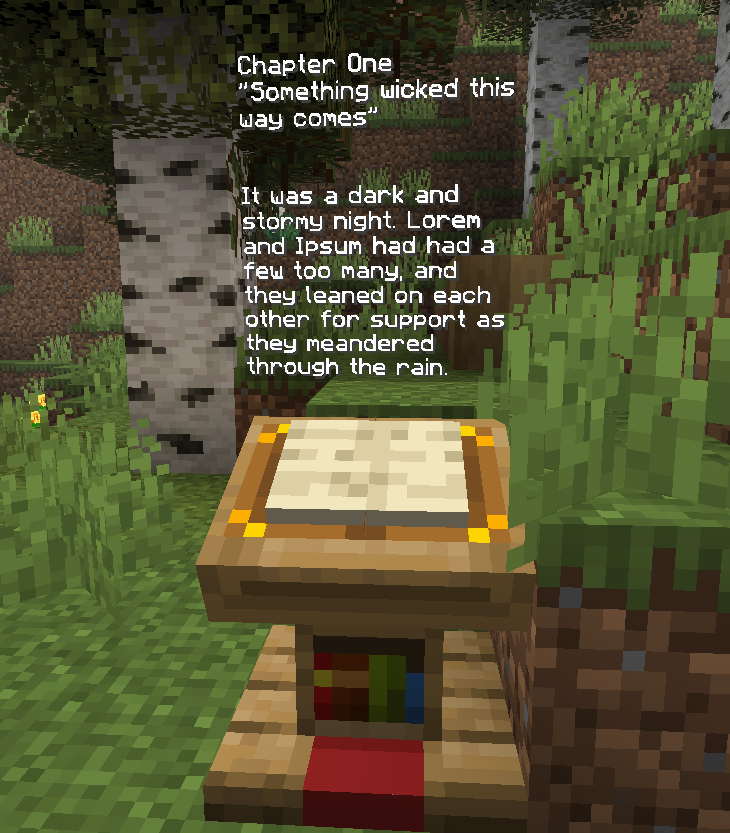 Chapter One
"Something wicked this
way comes"
It was a dark and
stormy night. Lorem
and Ipsum had had a
few too many, and
they leaned on each
other for support as
they meandered
through the rain.